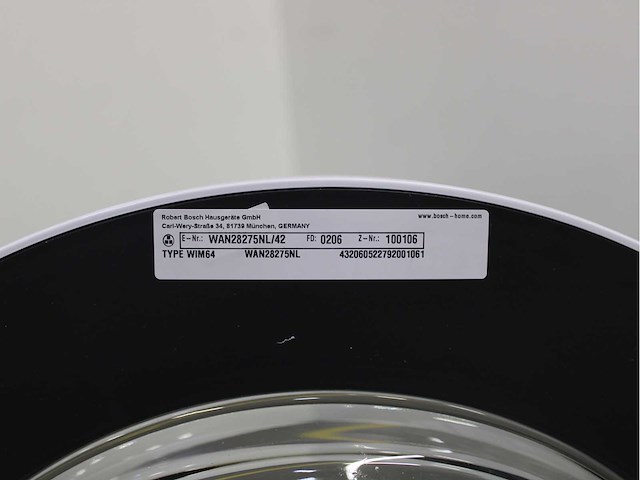 Robert Bosch Hausgeräte GmbH
www.bosch-home.com
Carl-Wery-Straße 34, 81739 München, GERMANY
E-Nr.: WAN28275NL/42 FD: 0206 Z-Nr.: 100106
TYPE WIM64 WAN28275NL 432060522792001061